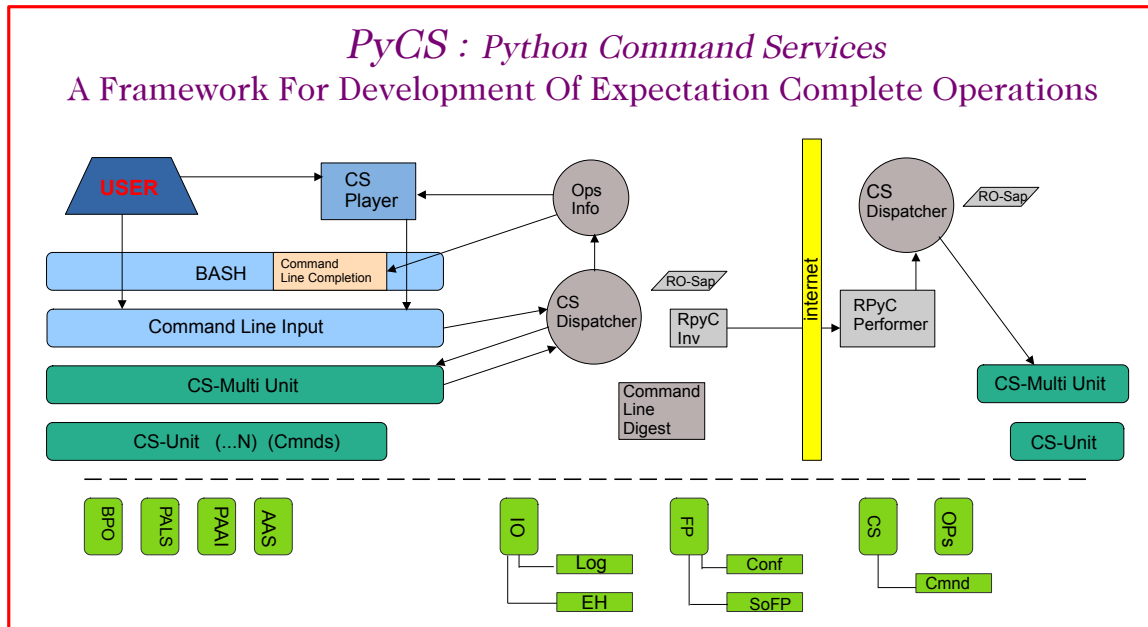 PyCS : Python Command Services
A Framework For Development Of Expectation Complete Operations
USER
CS
Player
Ops
Info
CS
Dispatcher
RO-Sap
BASH
Command
Line Completion
Command Line Input
CS
Dispatcher
RO-Sap
RpyC
Inv
internet
RPyC
Performer
CS-Multi Unit
Command
Line
Digest
CS-Multi Unit
CS-Unit (...N) (Cmnds)
CS-Unit
BPO
PALS
PAAI
AAS
IO
Log
EH
FP
Conf
SoFP
CS
OPs
Cmnd